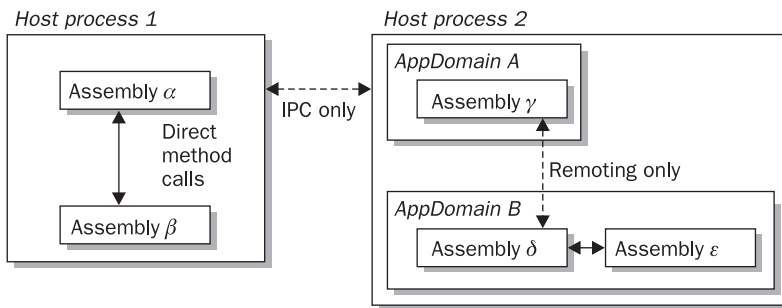 Host process 1
Assembly α
Direct
method
calls
Assembly β
IPC only
Host process 2
AppDomain A
Assembly γ
Remoting only
AppDomain B
Assembly δ
Assembly ε